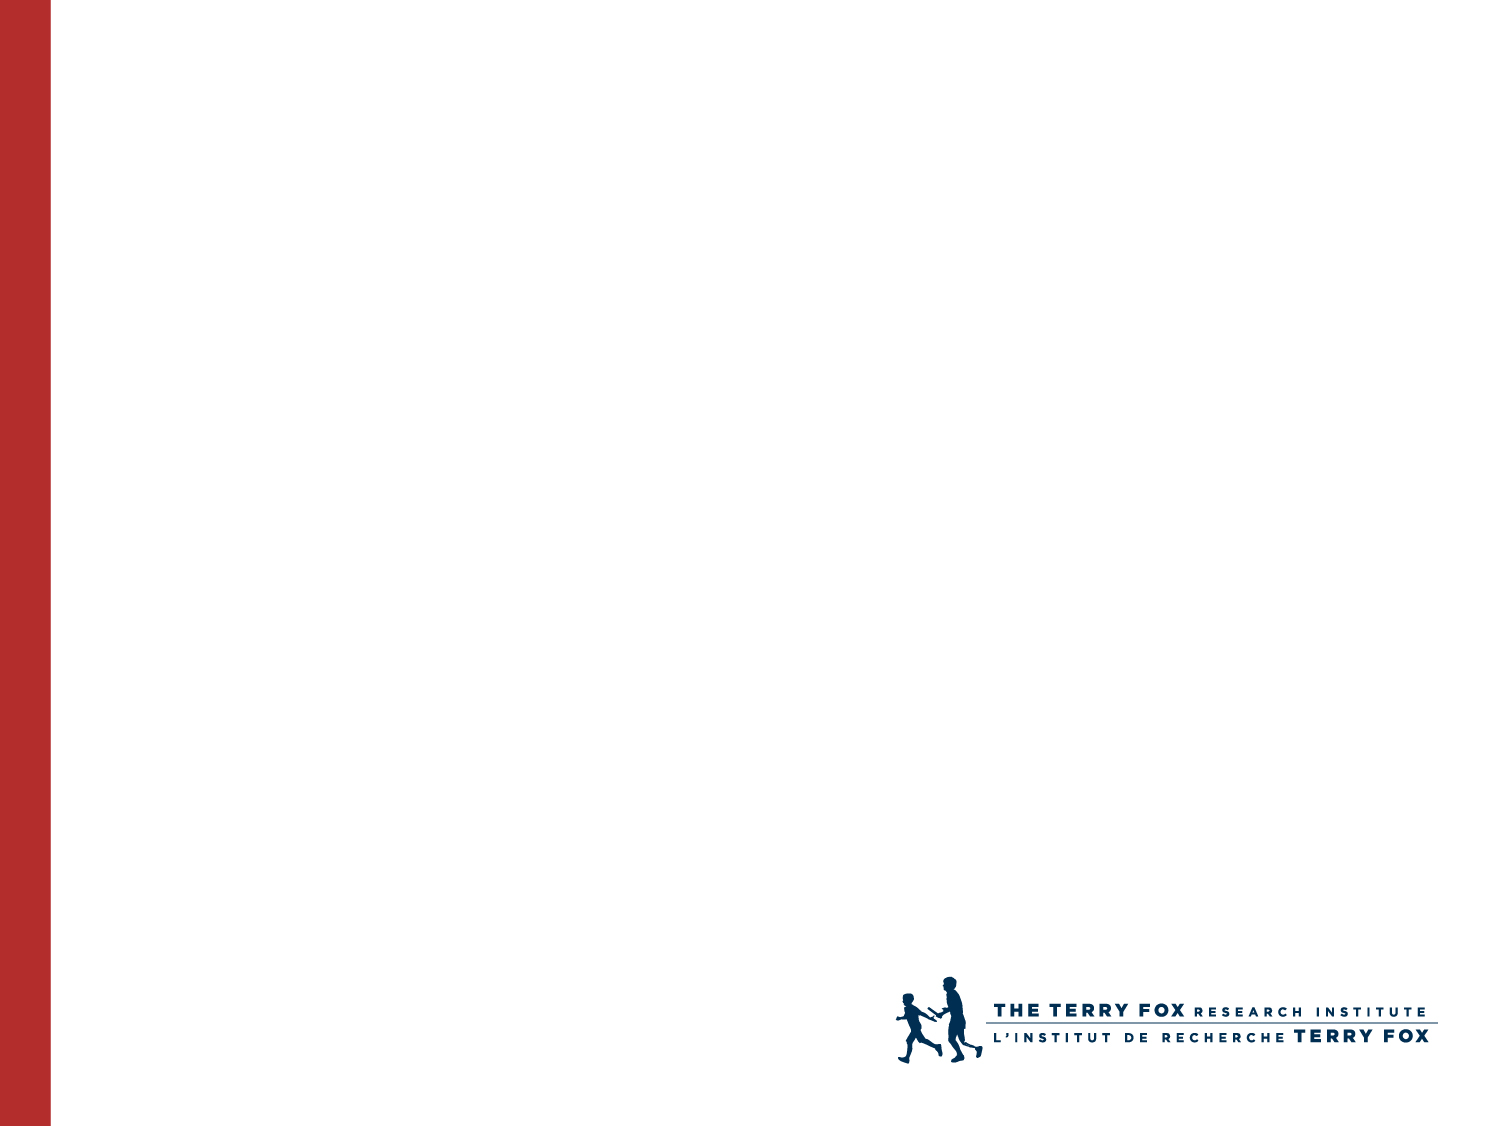 THE TERRY FOX RESEARCH INSTITUTE
L'INSTITUT DE RECHERCHE TERRY FOX